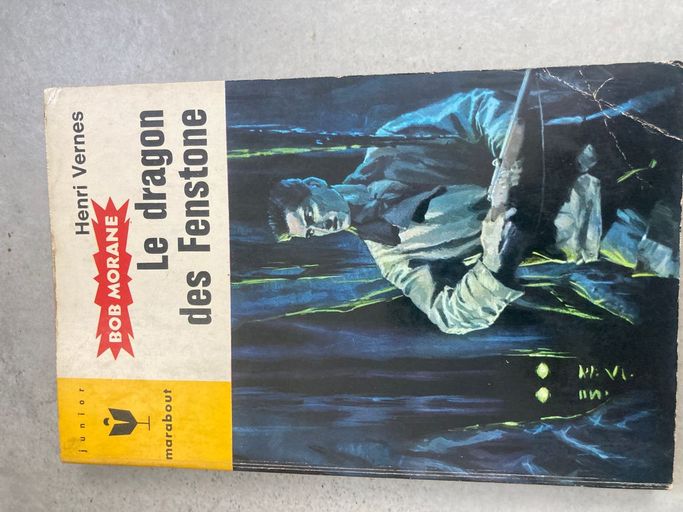 Henri Vernes
BOB MORANE
Le dragon
des Fenstone
junior
marabout